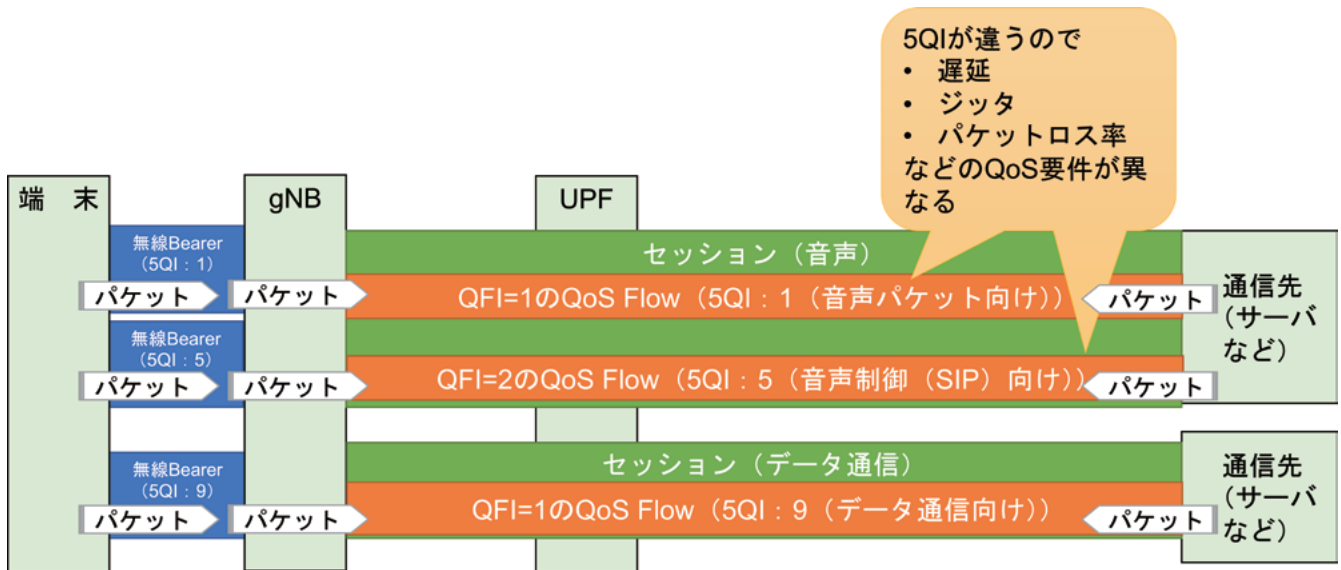 5QIが違うので
• 遅延
• ジッタ
• パケットロス率
などのQoS要件が異
なる
端 末
gNB
UPF
無線Bearer
(5QI：1)
セッション（音声）
パケット
パケット
QFI=1のQoS Flow（5QI：1（音声パケット向け））
パケット
通信先
（サーバ
など）
無線Bearer
(5QI：5)
パケット
パケット
QFI=2のQoS Flow（5QI：5（音声制御（SIP）向け））
パケット
無線Bearer
(5QI：9)
セッション（データ通信）
パケット
パケット
QFI=1のQoS Flow（5QI：9（データ通信向け））
パケット
通信先
（サーバ
など）